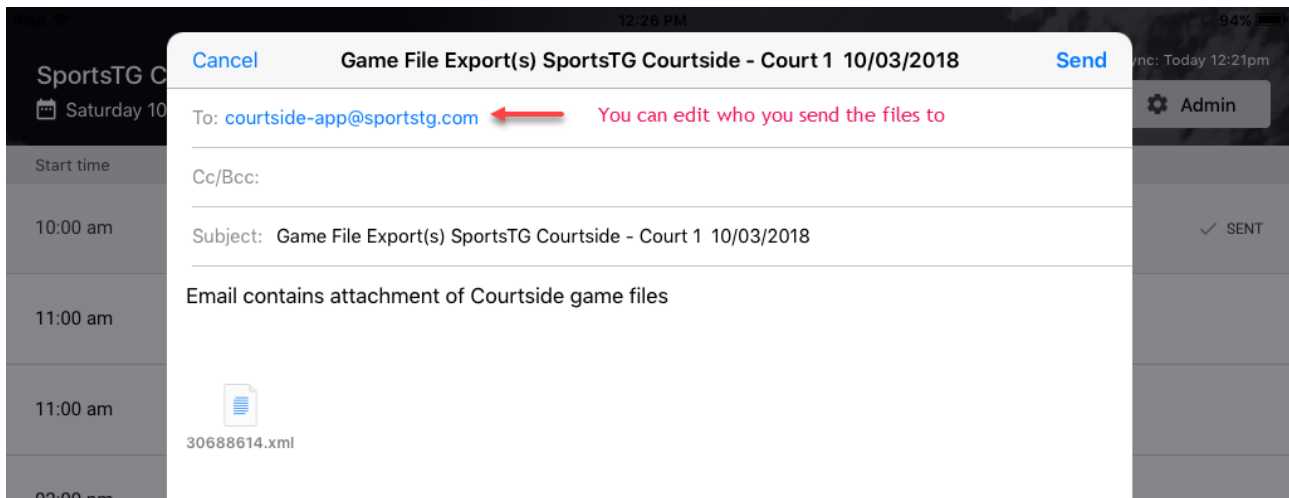 iPad 12:26 PM 94%
Cancel Game File Export(s) SportsTG Courtside - Court 1 10/03/2018 Send
SportsTG C
ync: Today 12:21pm
Saturday 10
Admin
To: courtside-app@sportstg.com You can edit who you send the files to
Start time
Cc/Bcc:
10:00 am
SENT
Subject: Game File Export(s) SportsTG Courtside - Court 1 10/03/2018
Email contains attachment of Courtside game files
11:00 am
11:00 am
30688614.xml